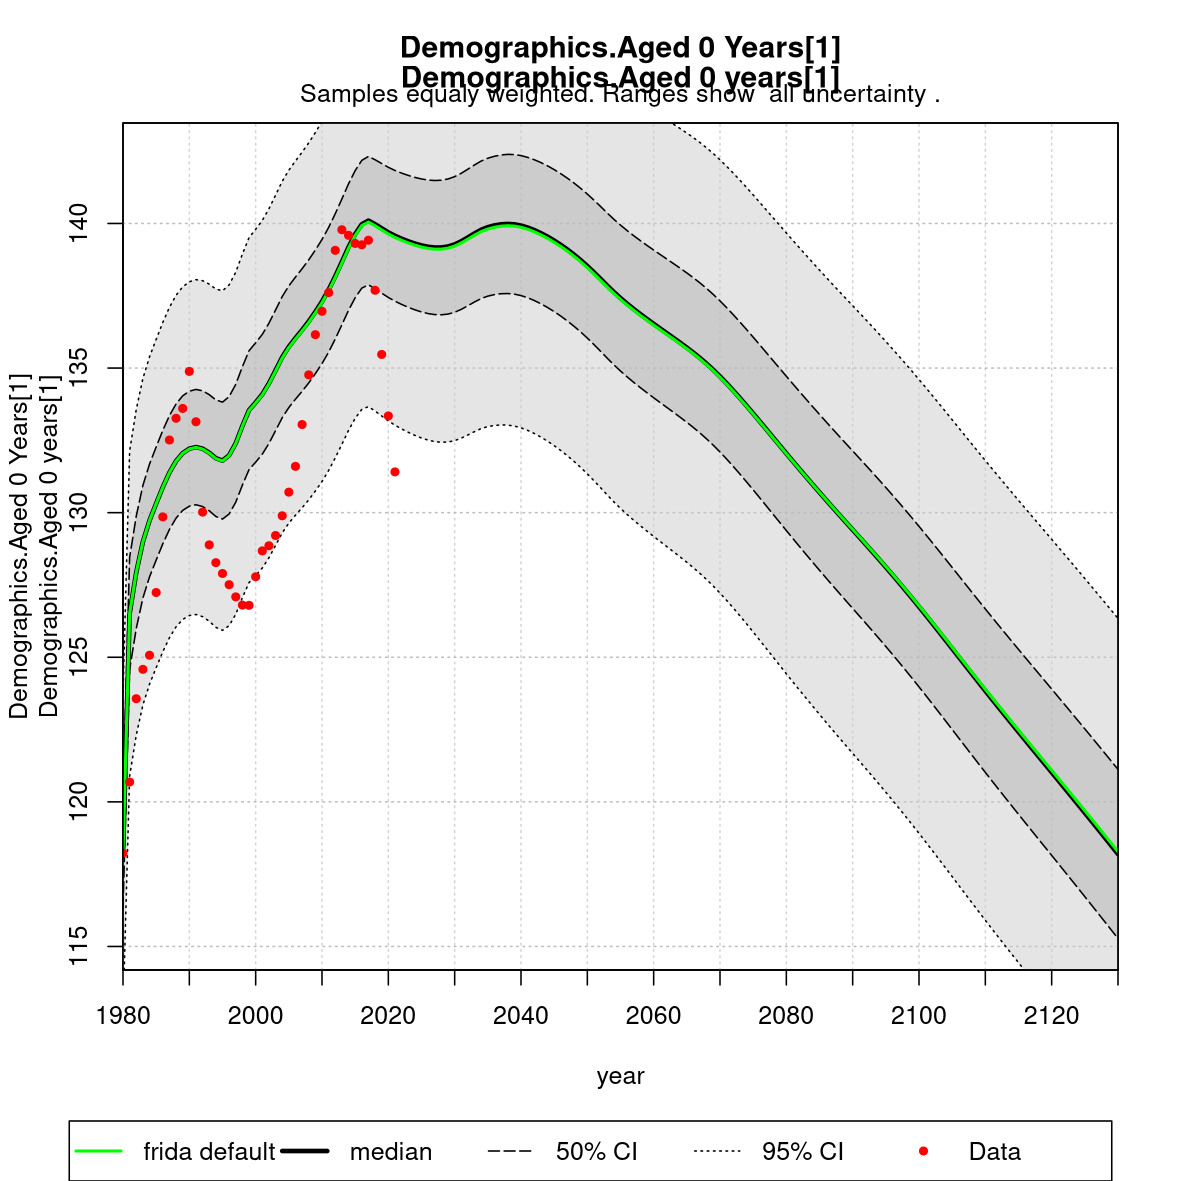 Demographics.Aged 0 Years[1]
Demographics.Aged 0 years[1]
Samples equaly weighted. Ranges show  all uncertainty .
Demographics.Aged 0 Years[1]
Demographics.Aged 0 years[1]
140
135
130
125
120
115
1980 2000 2020 2040 2060 2080 2100 2120
year
frida default median 50% CI 95% CI Data